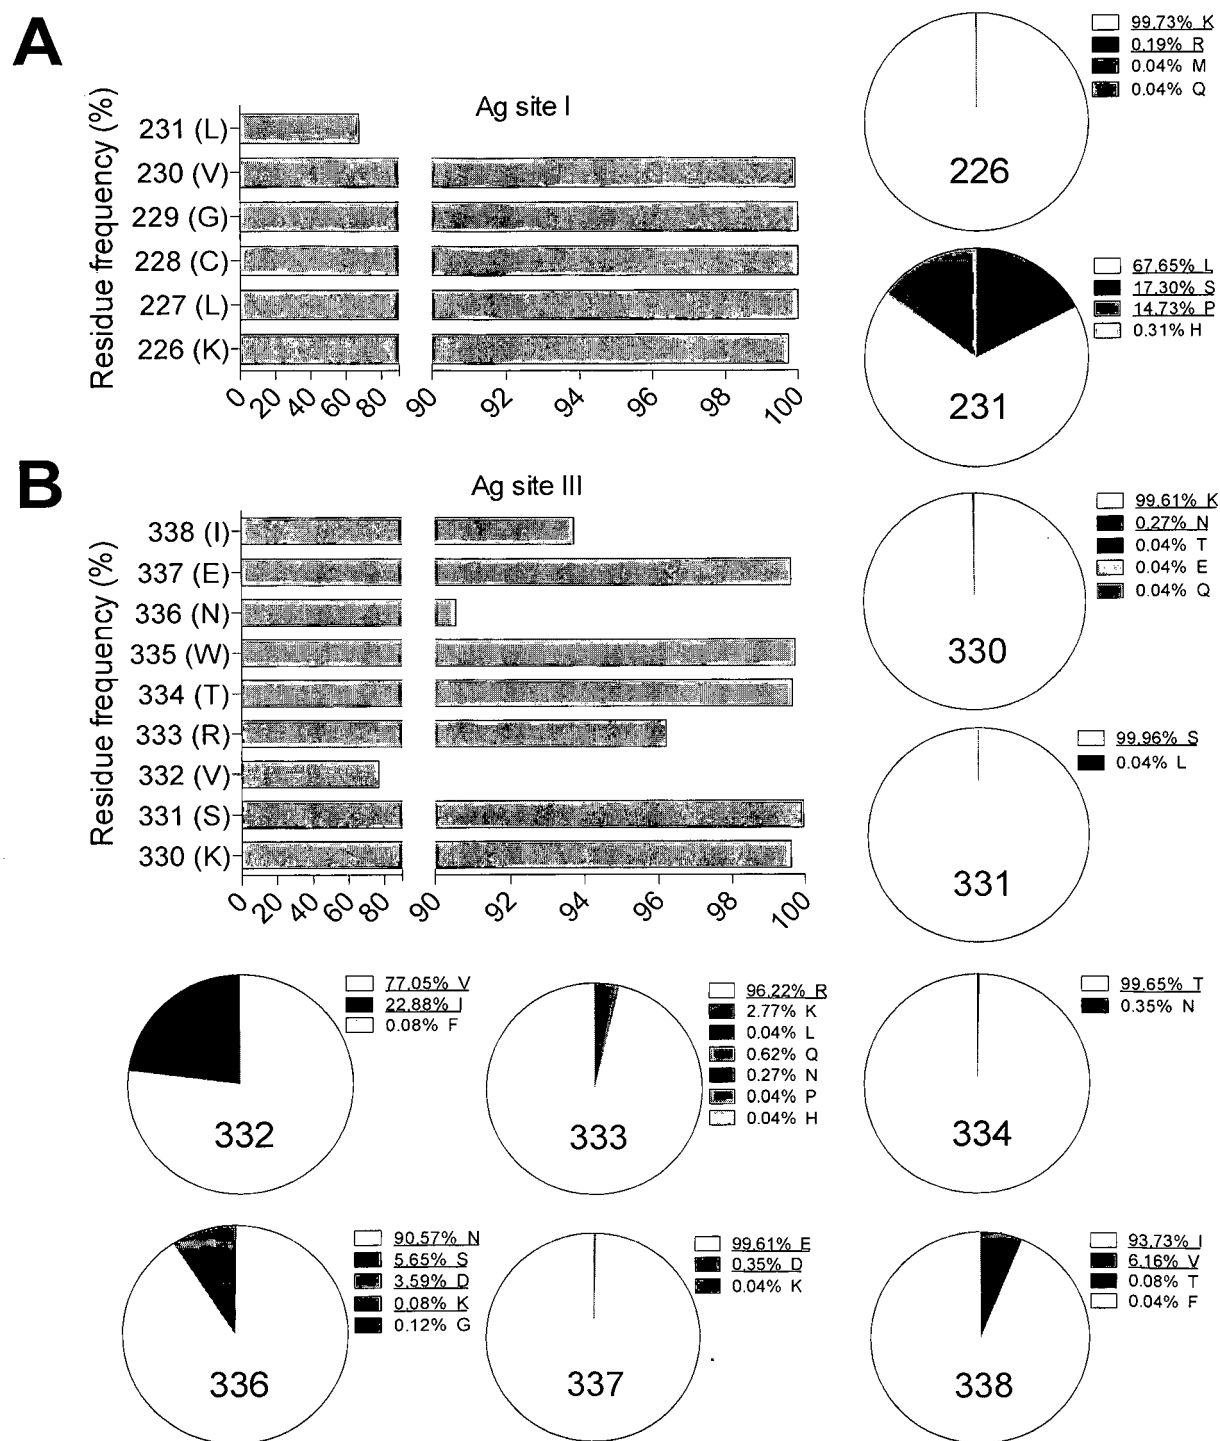 A
Ag site I
Residue frequency (%)
231 (L)
230 (V)
229 (G)
228 (C)
227 (L)
226 (K)
0 20 40 60 80 90 92 94 96 98 100
99.73% K
0.19% R
0.04% M
0.04% Q
226
67.65% L
17.30% S
14.73% P
0.31% H
231
B
Ag site III
Residue frequency (%)
338 (I)
337 (E)
336 (N)
335 (W)
334 (T)
333 (R)
332 (V)
331 (S)
330 (K)
0 20 40 60 80 90 92 94 96 98 100
99.61% K
0.27% N
0.04% T
0.04% E
0.04% Q
330
99.96% S
0.04% L
331
77.05% V
22.88% I
0.08% F
332
96.22% R
2.77% K
0.04% L
0.62% Q
0.27% N
0.04% P
0.04% H
333
99.65% T
0.35% N
334
90.57% N
5.65% S
3.59% D
0.08% K
0.12% G
336
99.61% E
0.35% D
0.04% K
337
93.73% I
6.16% V
0.08% T
0.04% F
338